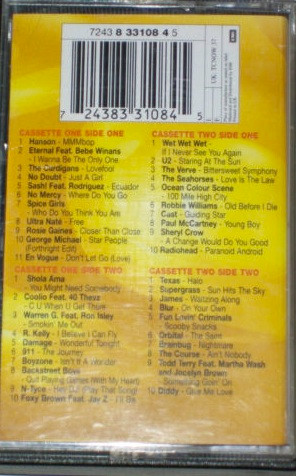 7243 8 33108 4 5
UK: TCNOW 37
EMI
7 24383 31084 5
CASSETTE ONE SIDE ONE
1 Hanson - MMMbop
2 Eternal Feat. Bebe Winans
- I Wanna Be The Only One
3 The Cardigans - Lovefool
4 No Doubt - Just A Girl
5 Sash! Feat. Rodriguez - Ecuador
6 No Mercy - Where Do You Go
7 Spice Girls
- Who Do You Think You Are
8 Ultra Naté - Free
9 Rosie Gaines - Closer Than Close
10 George Michael - Star People
(Forthright Edit)
11 En Vogue - Don't Let Go (Love)
CASSETTE ONE SIDE TWO
1 Shola Ama
- You Might Need Somebody
2 Coolio Feat. 40 Thevz
- C U When U Get There
3 Warren G. Feat. Ron Isley
- Smokin' Me Out
4 R. Kelly - I Believe I Can Fly
5 Damage - Wonderful Tonight
6 911 - The Journey
7 Boyzone - Isn't It A Wonder
8 Backstreet Boys
- Quit Playing Games (With My Heart)
9 N-Tyce - Hey DJ! (Play That Song)
10 Foxy Brown Feat. Jay Z - I'll Be
CASSETTE TWO SIDE ONE
1 Wet Wet Wet
- If I Never See You Again
2 U2 - Staring At The Sun
3 The Verve - Bittersweet Symphony
4 The Seahorses - Love Is The Law
5 Ocean Colour Scene
- 100 Mile High City
6 Robbie Williams - Old Before I Die
7 Cast - Guiding Star
8 Paul McCartney - Young Boy
9 Sheryl Crow
- A Change Would Do You Good
10 Radiohead - Paranoid Android
CASSETTE TWO SIDE TWO
1 Texas - Halo
2 Supergrass - Sun Hits The Sky
3 James - Waltzing Along
4 Blur - On Your Own
5 Fun Lovin' Criminals
- Scooby Snacks
6 Orbital - The Saint
7 Brainbug - Nightmare
8 The Course - Ain't Nobody
9 Todd Terry Feat. Martha Wash
and Jocelyn Brown
- Something Goin' On
10 Diddy - Give Me Love